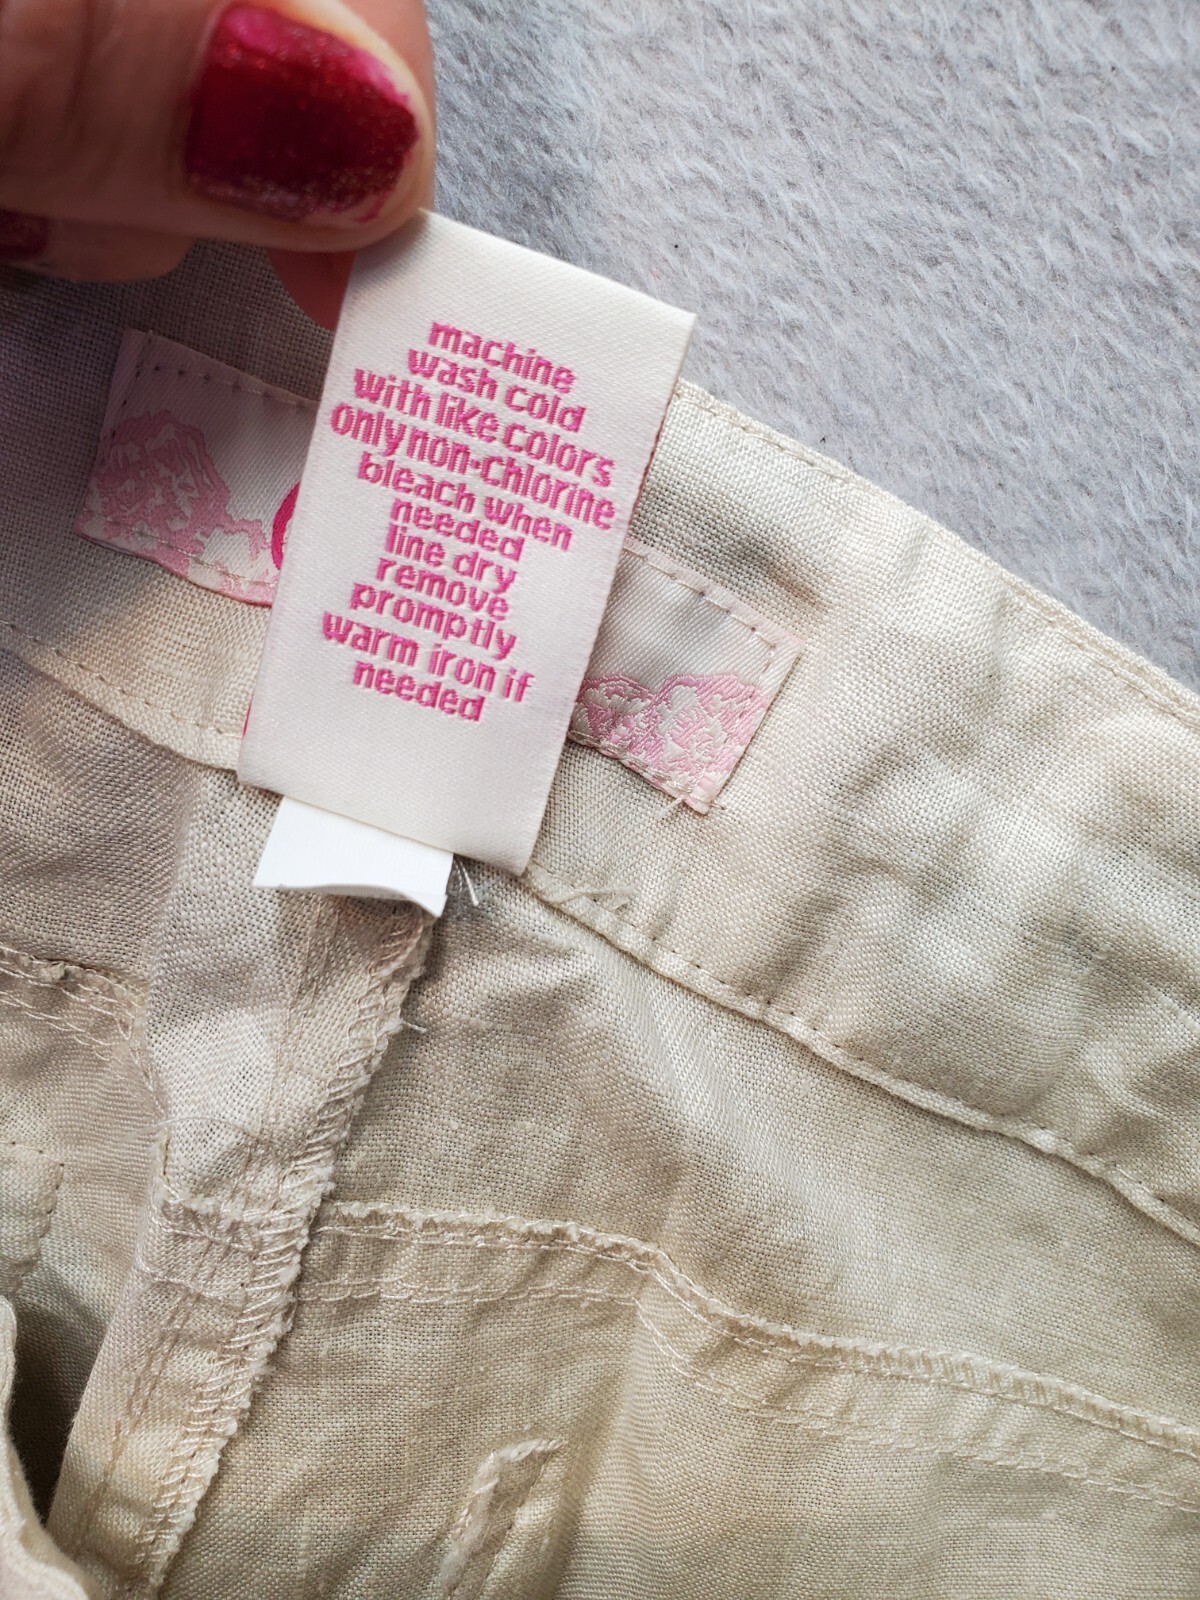 machine
wash cold
with like colors
only non-chlorine
bleach when
needed
line dry
remove
promptly
warm iron if
needed